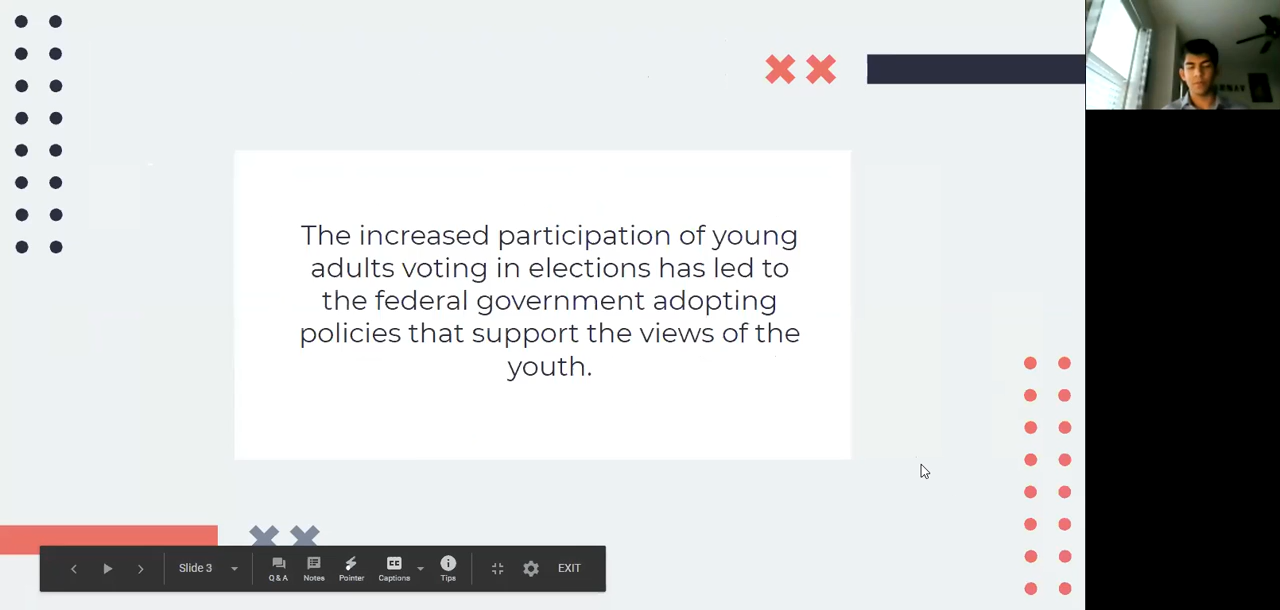 The increased participation of young
adults voting in elections has led to
the federal government adopting
policies that support the views of the
youth.
Slide 3
Q & A
Notes
Pointer
CC
Captions
Tips
EXIT